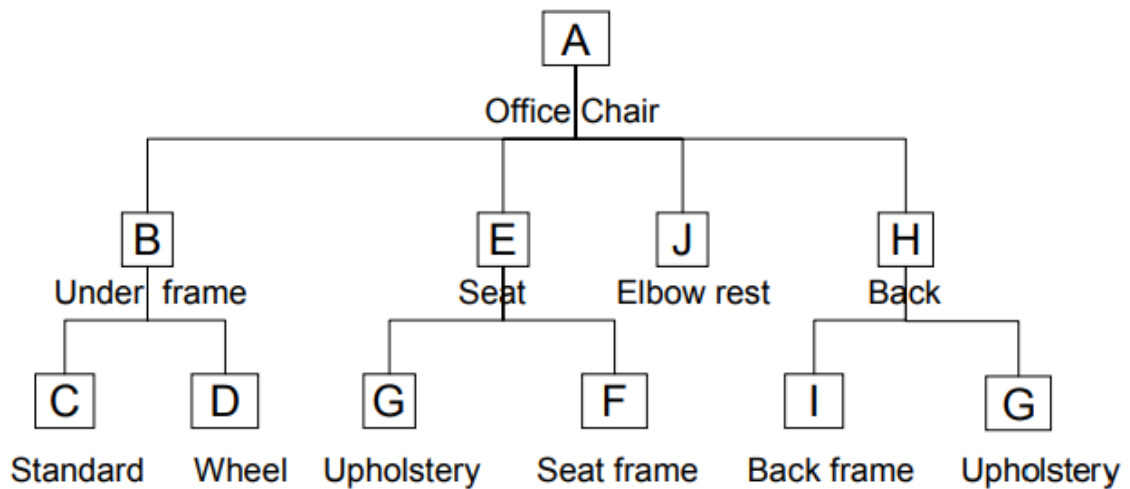 A
Office Chair
B E J H
Under frame Seat Elbow rest Back
C D G F I G
Standard Wheel Upholstery Seat frame Back frame Upholstery